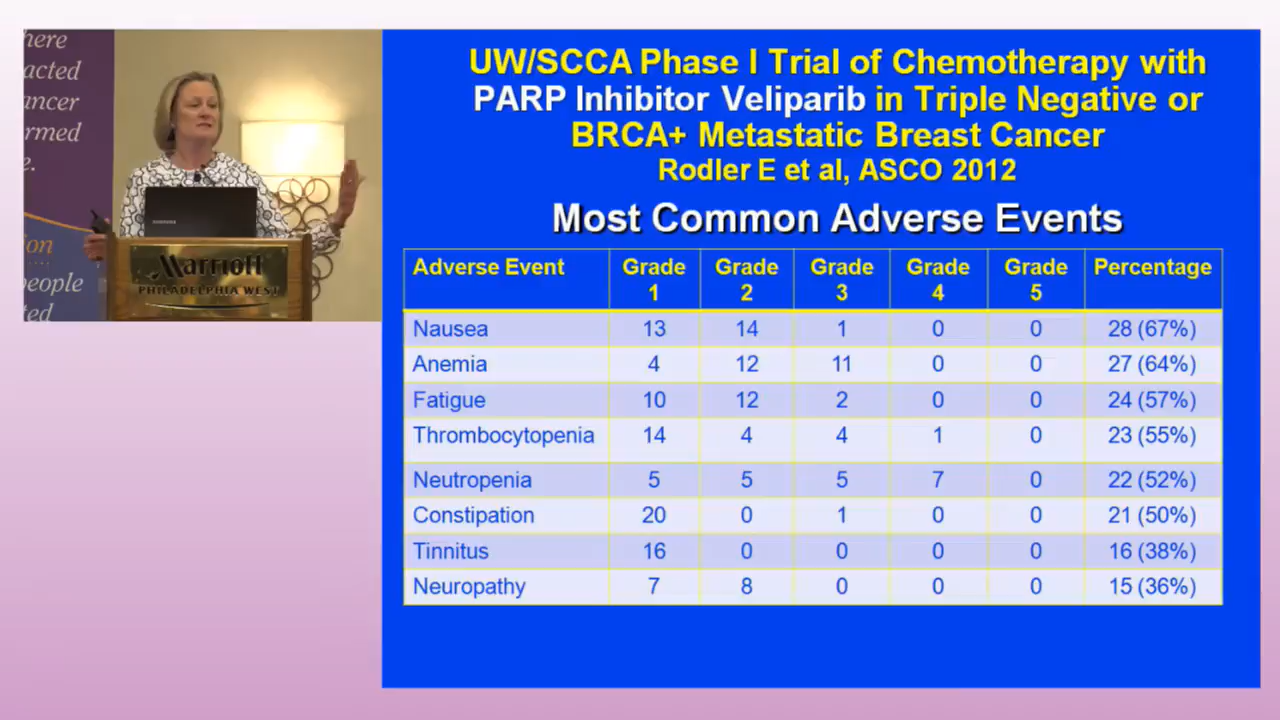 here
acted
ancer
rmed
e.
ion
people
ted
SAMSUNG
Marriott
PHILADELPHIA WEST
UW/SCCA Phase I Trial of Chemotherapy with
PARP Inhibitor Veliparib in Triple Negative or
BRCA+ Metastatic Breast Cancer
Rodler E et al, ASCO 2012
Most Common Adverse Events
Adverse Event Grade 1 Grade 2 Grade 3 Grade 4 Grade 5 Percentage
Nausea 13 14 1 0 0 28 (67%)
Anemia 4 12 11 0 0 27 (64%)
Fatigue 10 12 2 0 0 24 (57%)
Thrombocytopenia 14 4 4 1 0 23 (55%)
Neutropenia 5 5 5 7 0 22 (52%)
Constipation 20 0 1 0 0 21 (50%)
Tinnitus 16 0 0 0 0 16 (38%)
Neuropathy 7 8 0 0 0 15 (36%)